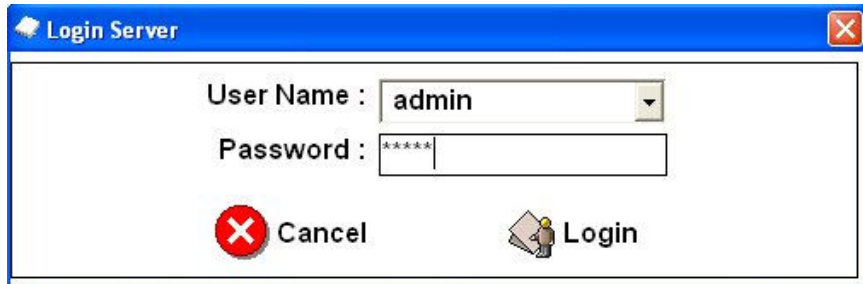 Login Server
User Name : admin
Password : *****
Cancel Login